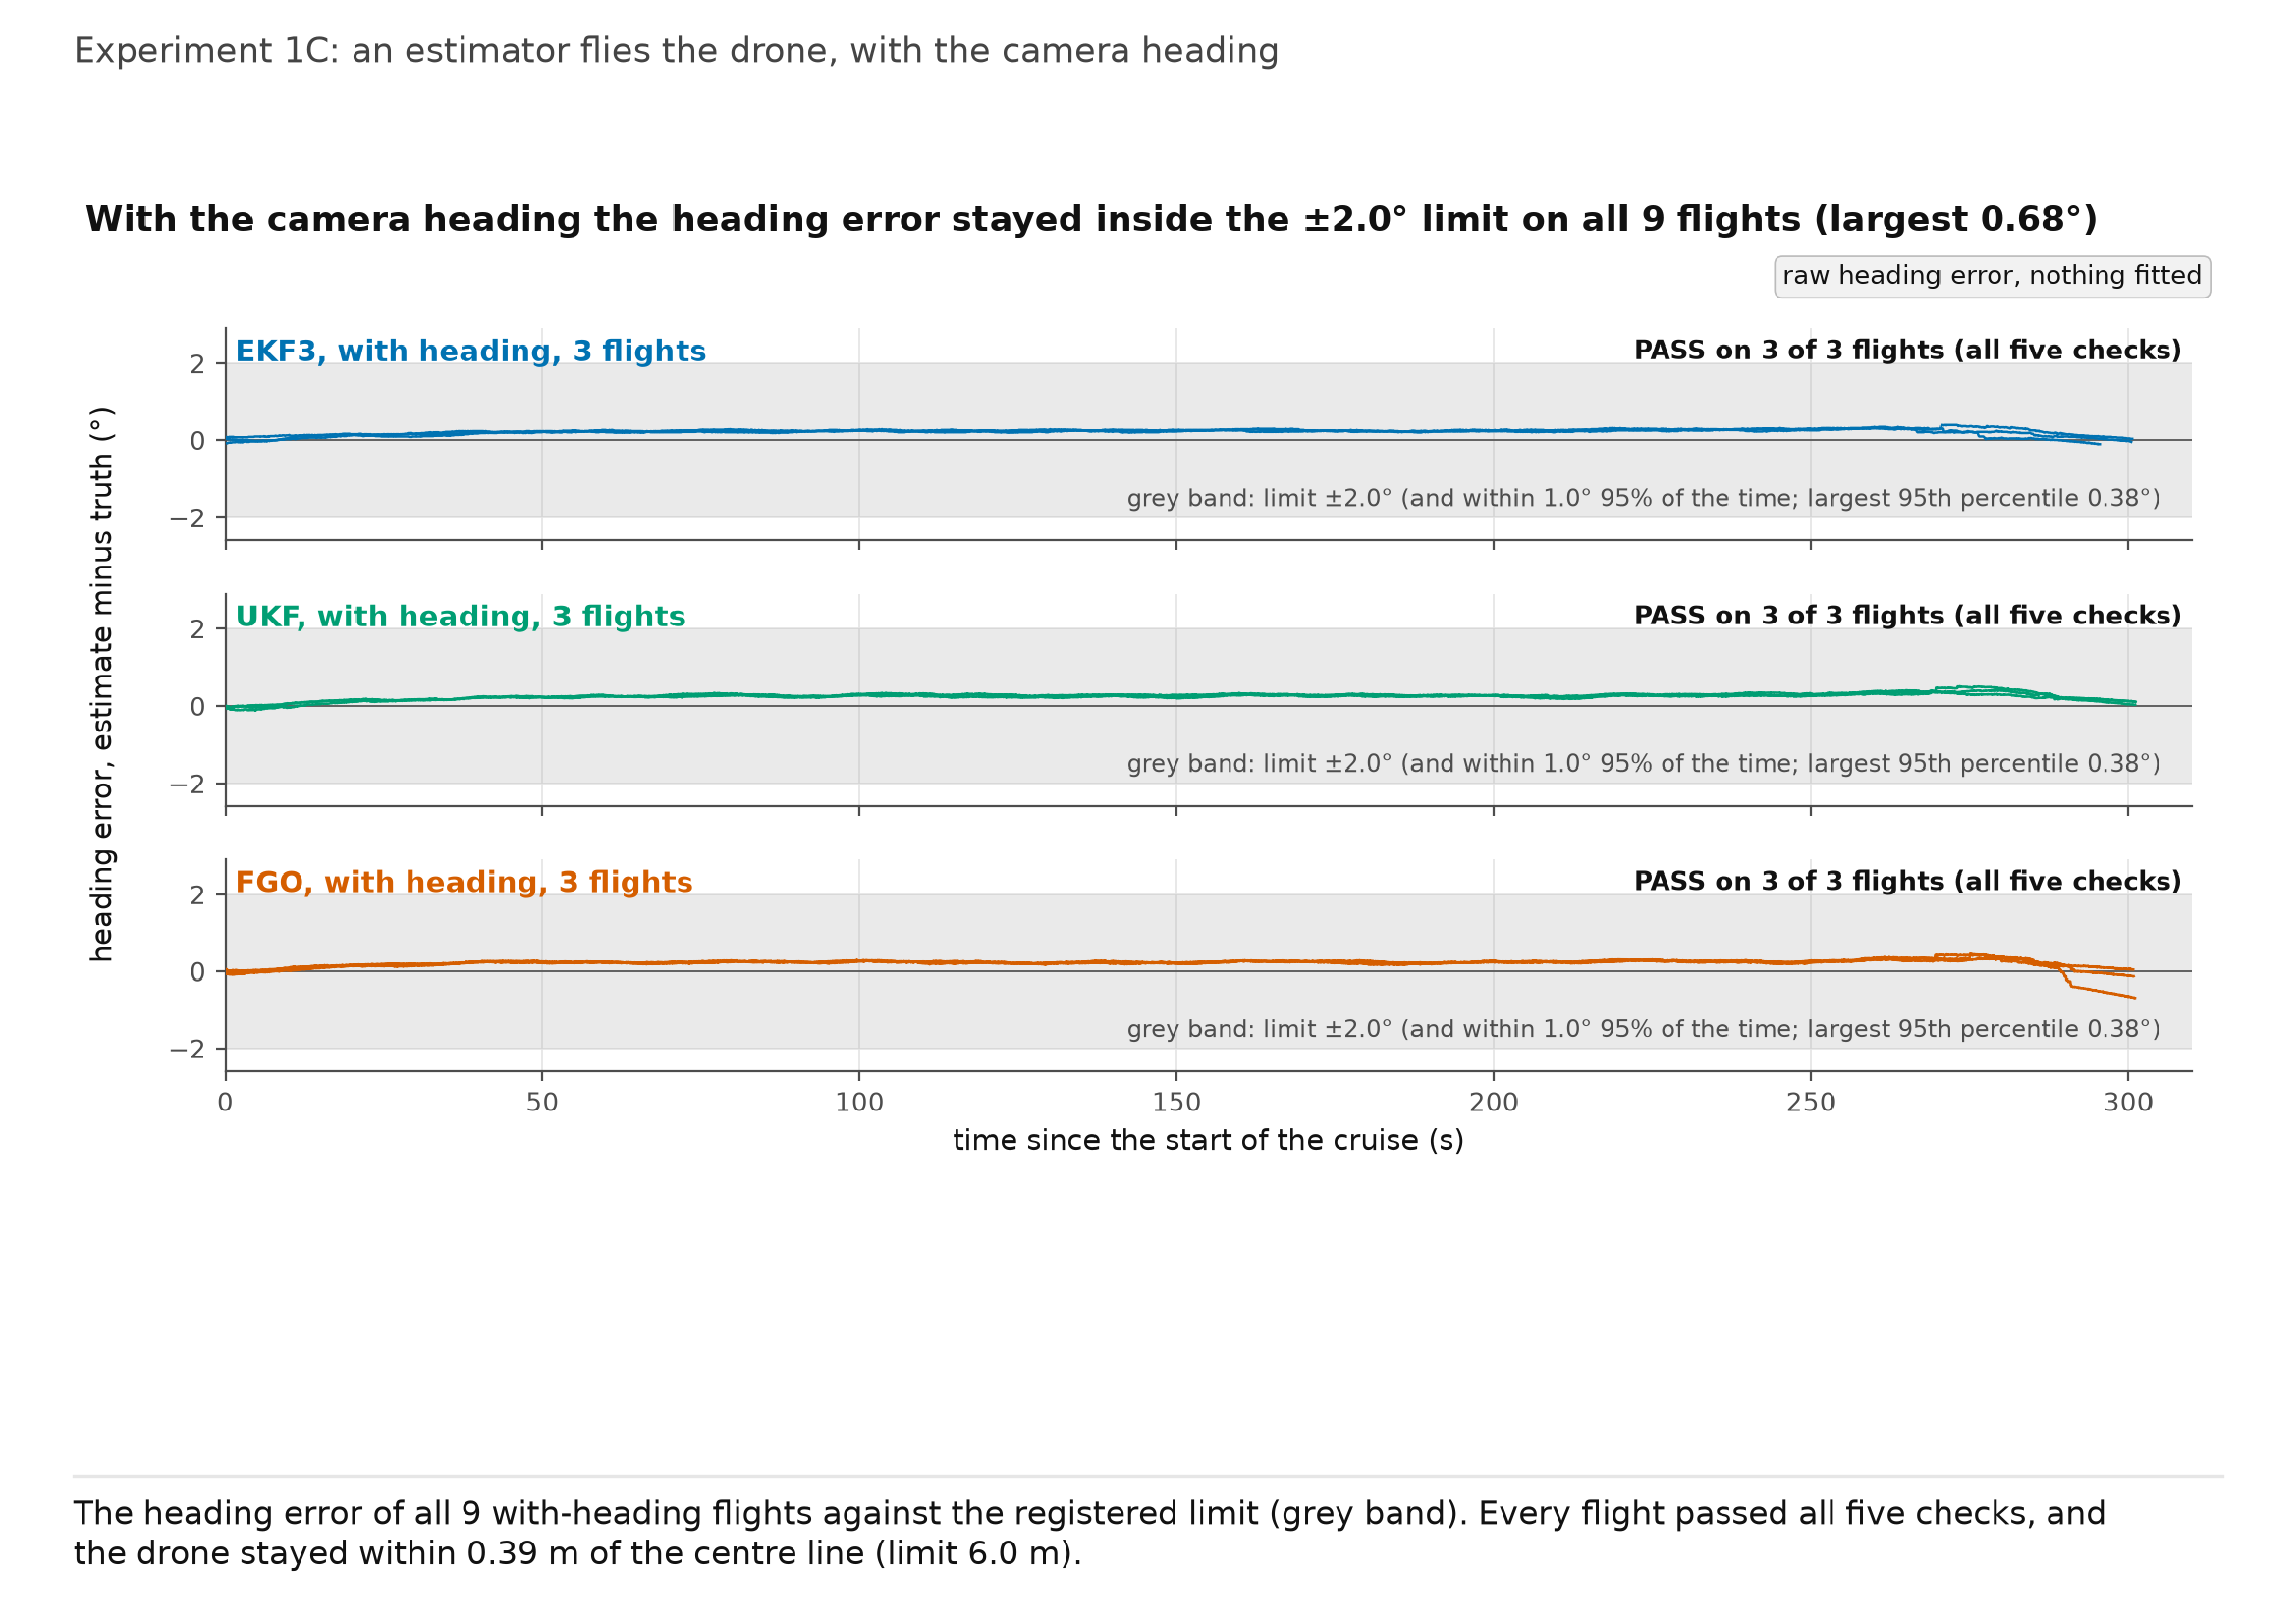 Experiment 1C: an estimator flies the drone, with the camera heading
With the camera heading the heading error stayed inside the ±2.0° limit on all 9 flights (largest 0.68°)
raw heading error, nothing fitted
heading error, estimate minus truth (°)
EKF3, with heading, 3 flights
PASS on 3 of 3 flights (all five checks)
2
0
−2
grey band: limit ±2.0° (and within 1.0° 95% of the time; largest 95th percentile 0.38°)
UKF, with heading, 3 flights
PASS on 3 of 3 flights (all five checks)
2
0
−2
grey band: limit ±2.0° (and within 1.0° 95% of the time; largest 95th percentile 0.38°)
FGO, with heading, 3 flights
PASS on 3 of 3 flights (all five checks)
2
0
−2
grey band: limit ±2.0° (and within 1.0° 95% of the time; largest 95th percentile 0.38°)
0 50 100 150 200 250 300
time since the start of the cruise (s)
The heading error of all 9 with-heading flights against the registered limit (grey band). Every flight passed all five checks, and
the drone stayed within 0.39 m of the centre line (limit 6.0 m).